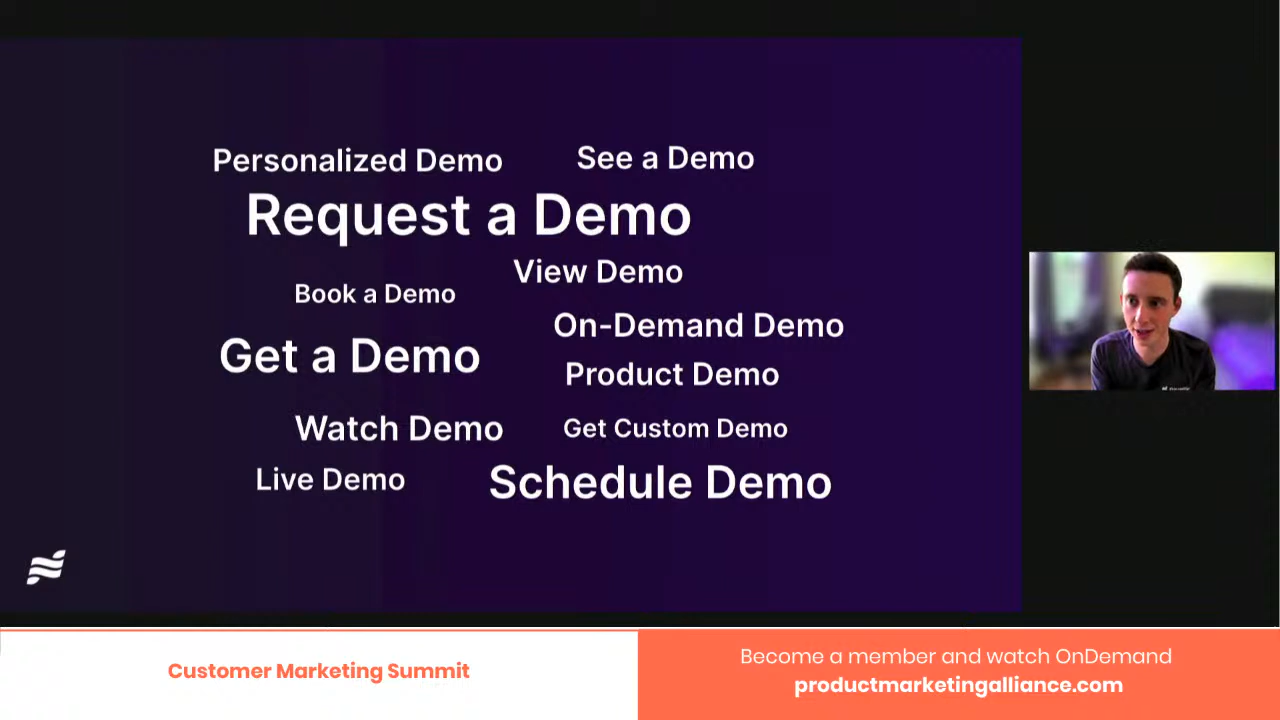 Personalized Demo
See a Demo
Request a Demo
View Demo
Book a Demo
On-Demand Demo
Get a Demo
Product Demo
Watch Demo
Get Custom Demo
Live Demo
Schedule Demo
Customer Marketing Summit
Become a member and watch OnDemand
productmarketingalliance.com